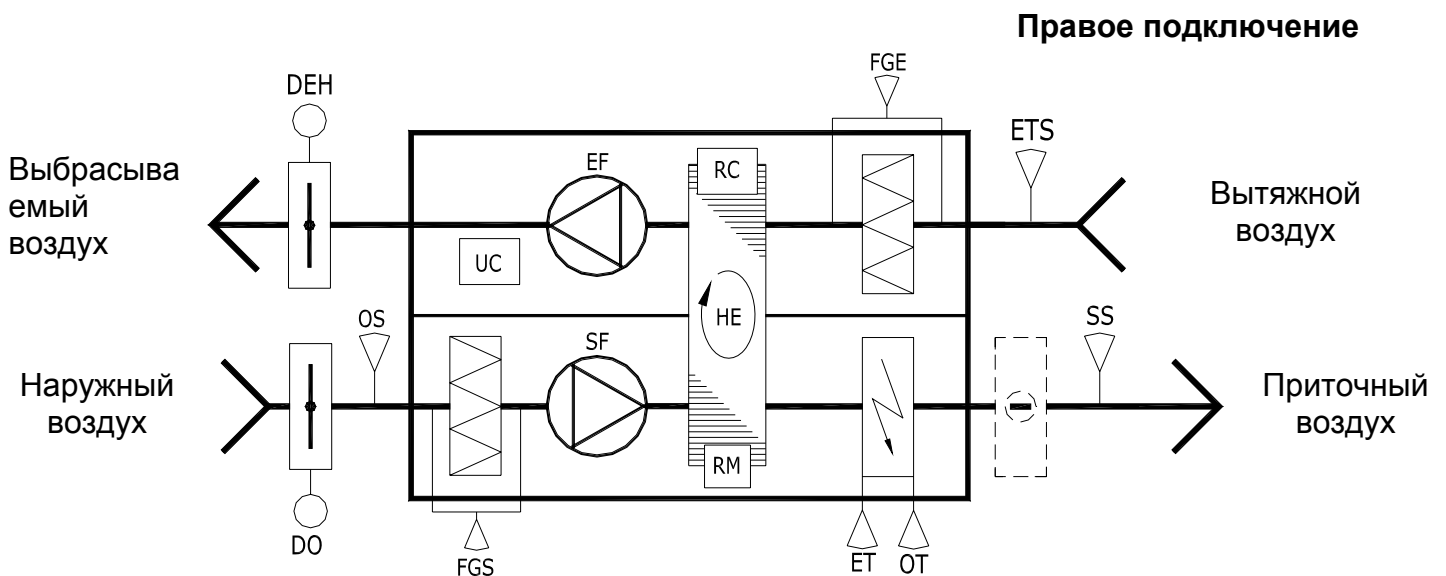 Правое подключение
FGE
DEH
ETS
EF
RC
Выбрасыва
емый
воздух
Вытяжной
воздух
UC
HE
OS
SF
SS
Наружный
воздух
Приточный
воздух
RM
DO
FGS
ET
OT